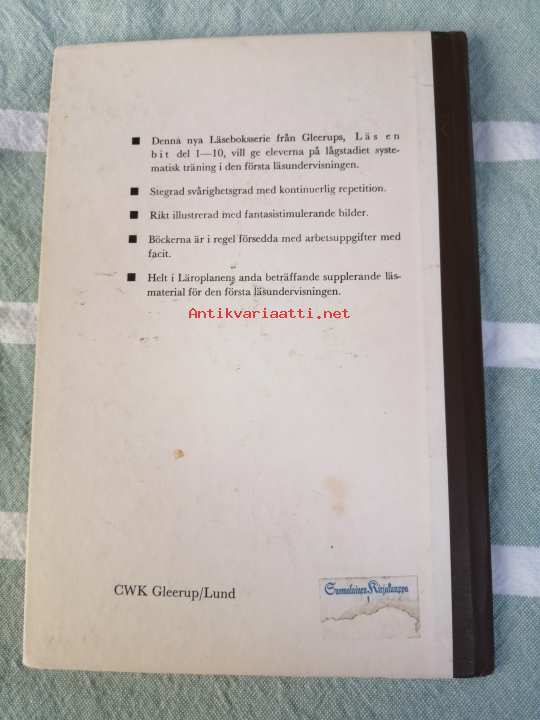 ■ Denna nya Läseboksserie från Gleerups, Läs en
bit del 1—10, vill ge eleverna på lågstadiet syste-
matisk träning i den första läsundervisningen.
■ Stegrad svårighetsgrad med kontinuerlig repetition.
■ Rikt illustrerad med fantasistimulerande bilder.
■ Böckerna är i regel försedda med arbetsuppgifter med
facit.
■ Helt i Läroplanens anda beträffande supplerande läs-
material för den första läsundervisningen.
Antikvariaatti.net
CWK Gleerup/Lund
Suomalainen Kirjakauppa